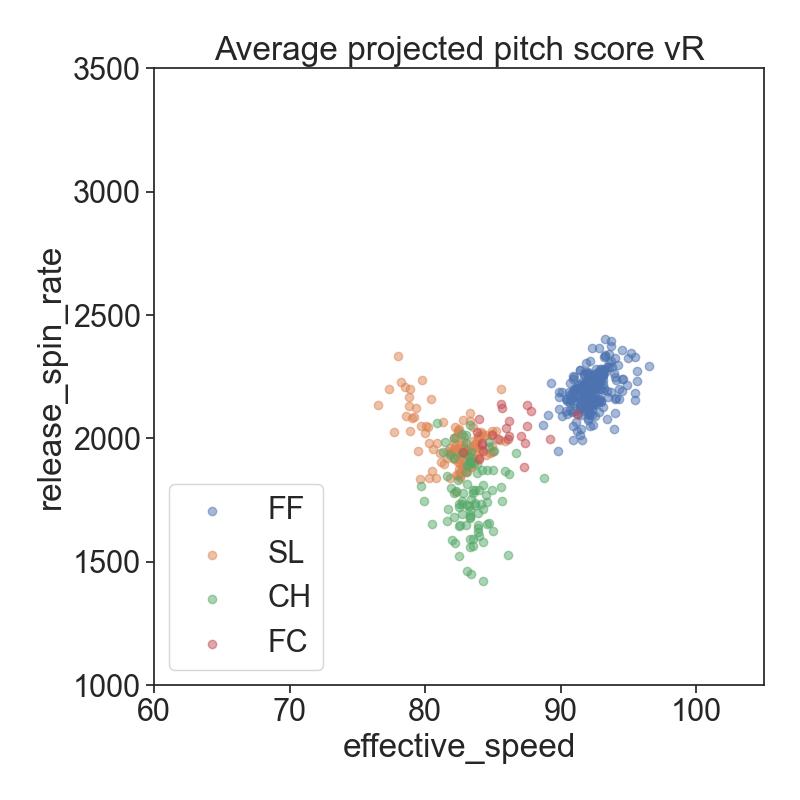 Average projected pitch score vR
3500
3000
2500
2000
1500
1000
release_spin_rate
FF
SL
CH
FC
60 70 80 90 100
effective_speed